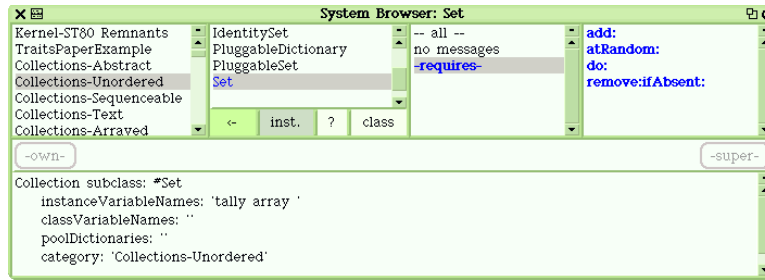 System Browser: Set
Kernel-ST80 Remnants
TraitsPaperExample
Collections-Abstract
Collections-Unordered
Collections-Sequenceable
Collections-Text
Collections-Arrayed
IdentitySet
PluggableDictionary
PluggableSet
Set
<- inst. ? class
-- all --
no messages
-requires-
add:
atRandom:
do:
remove:ifAbsent:
-own- -super-
Collection subclass: #Set
instanceVariableNames: 'tally array '
classVariableNames: ''
poolDictionaries: ''
category: 'Collections-Unordered'